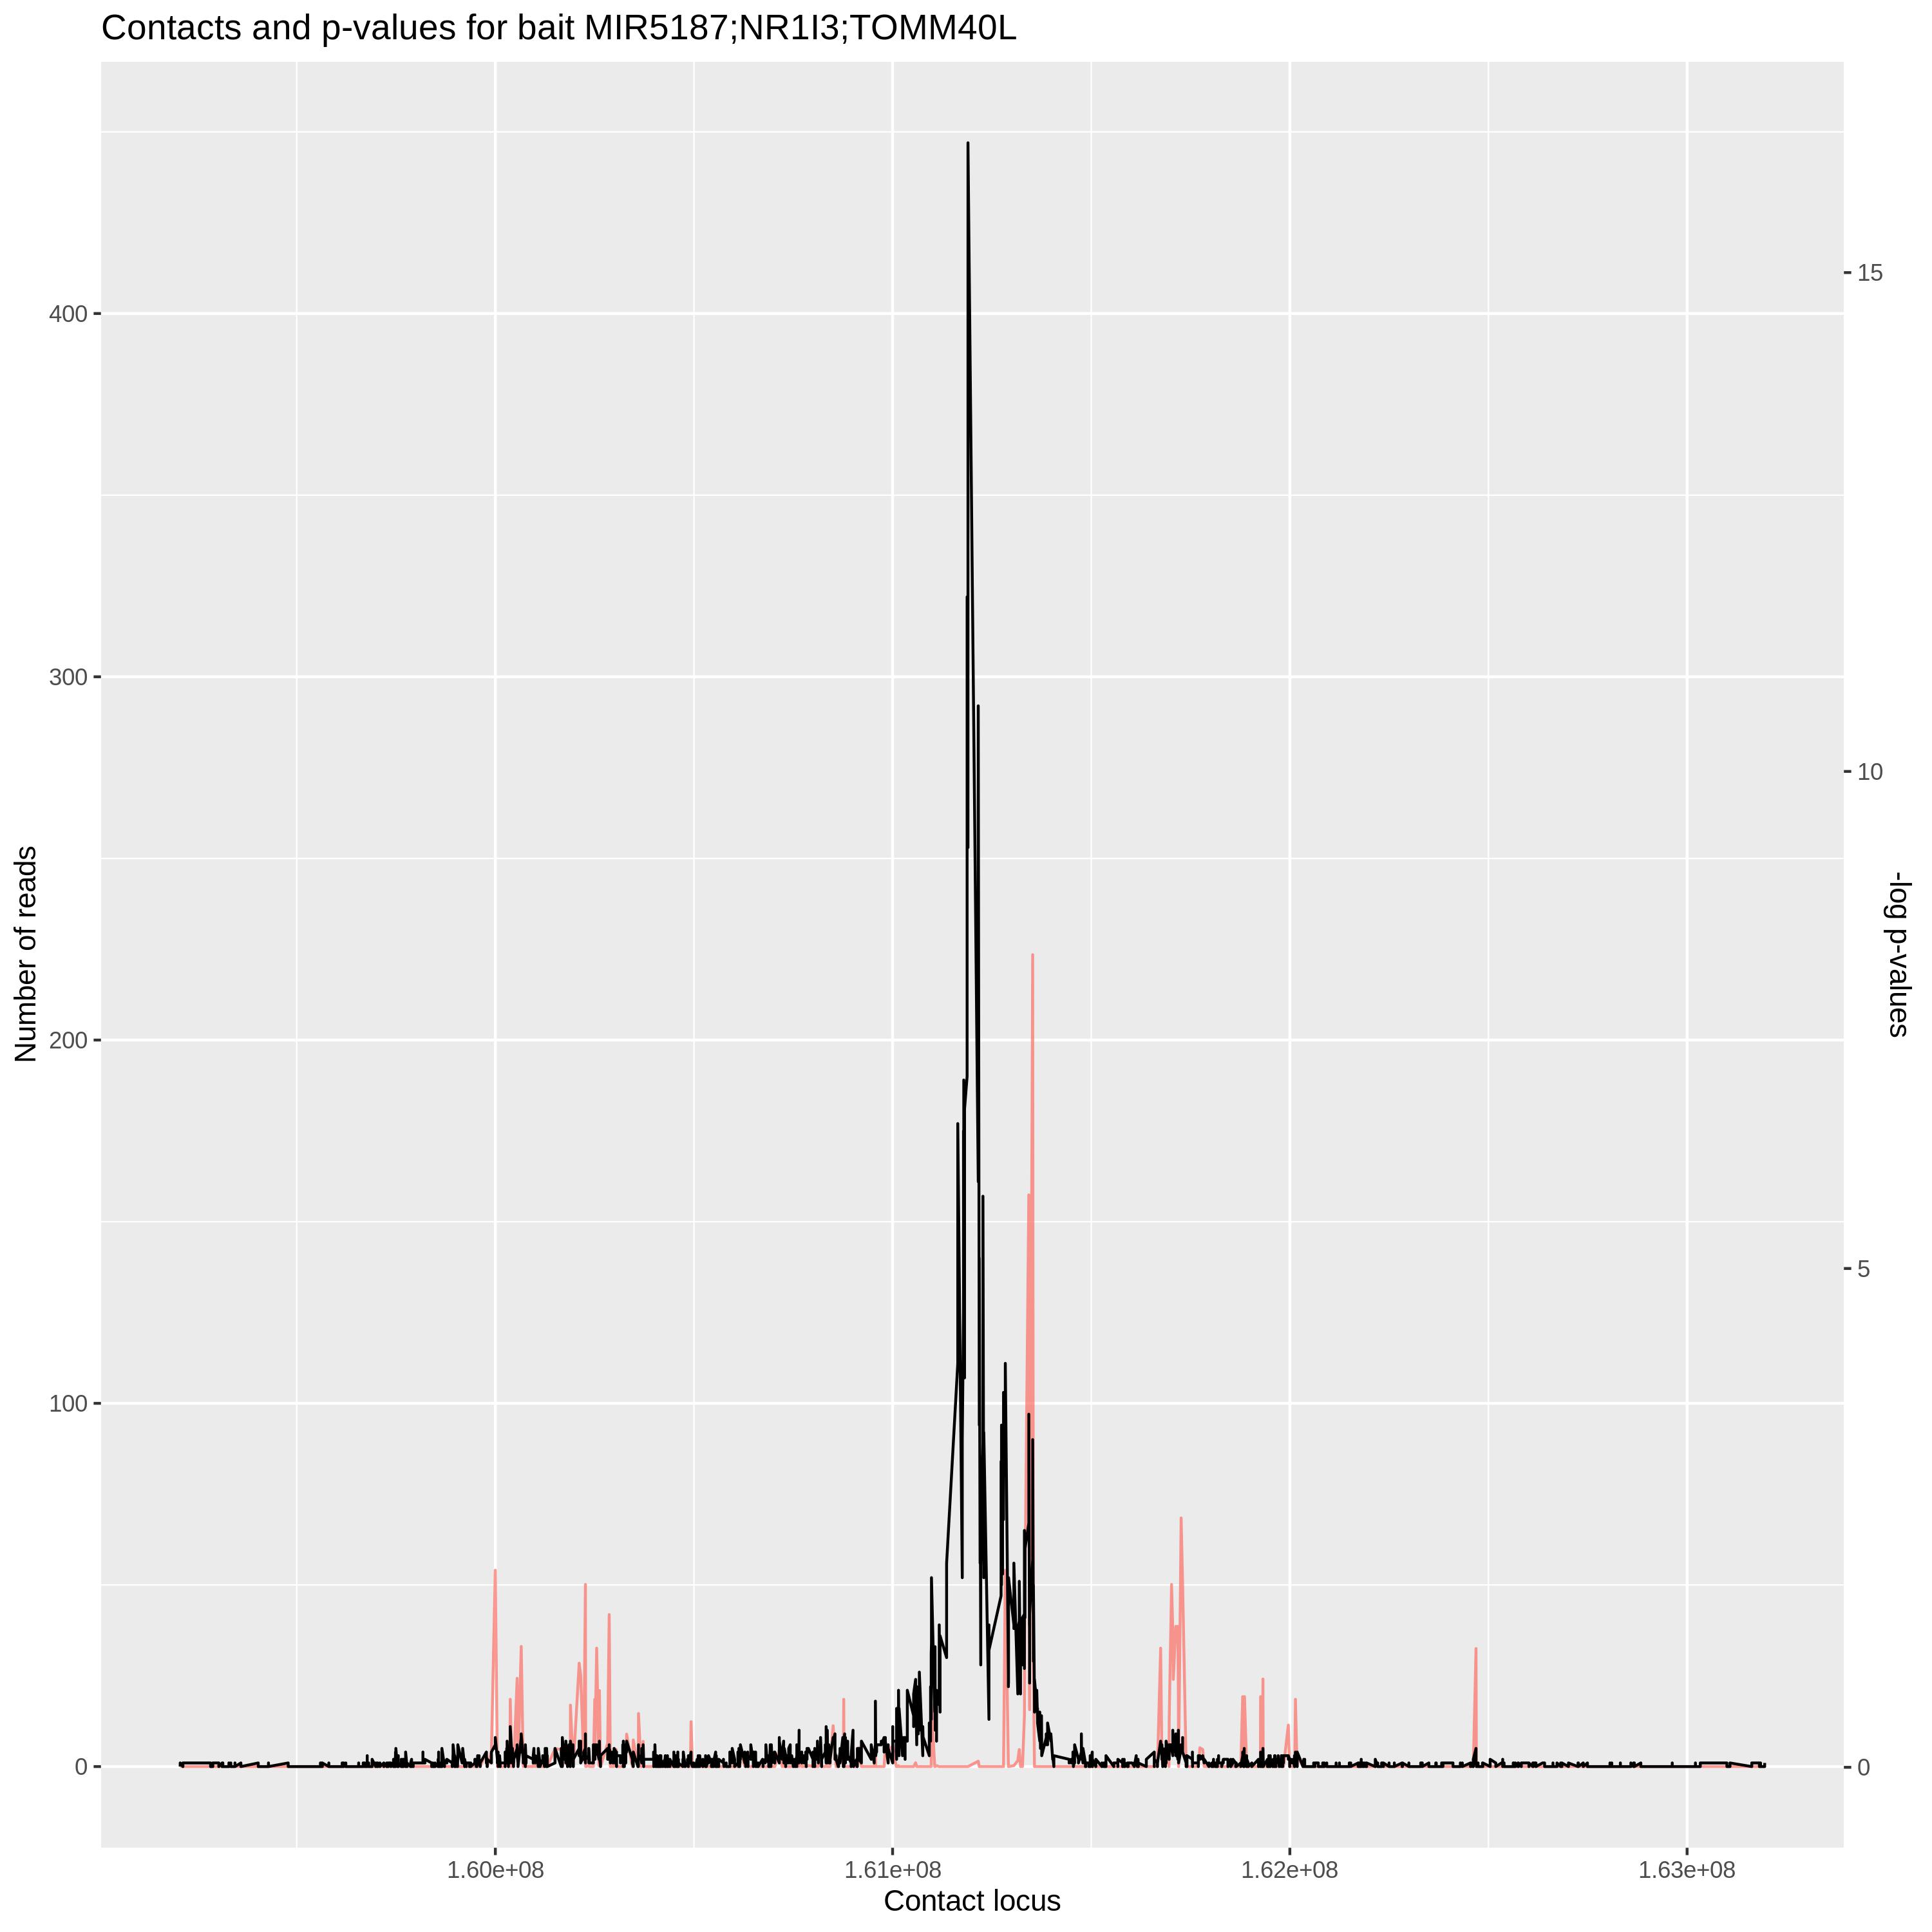 Contacts and p-values for bait MIR5187;NR1I3;TOMM40L
400
300
200
100
0
15
10
5
0
Number of reads
-log p-values
1.60e+08
1.61e+08
1.62e+08
1.63e+08
Contact locus